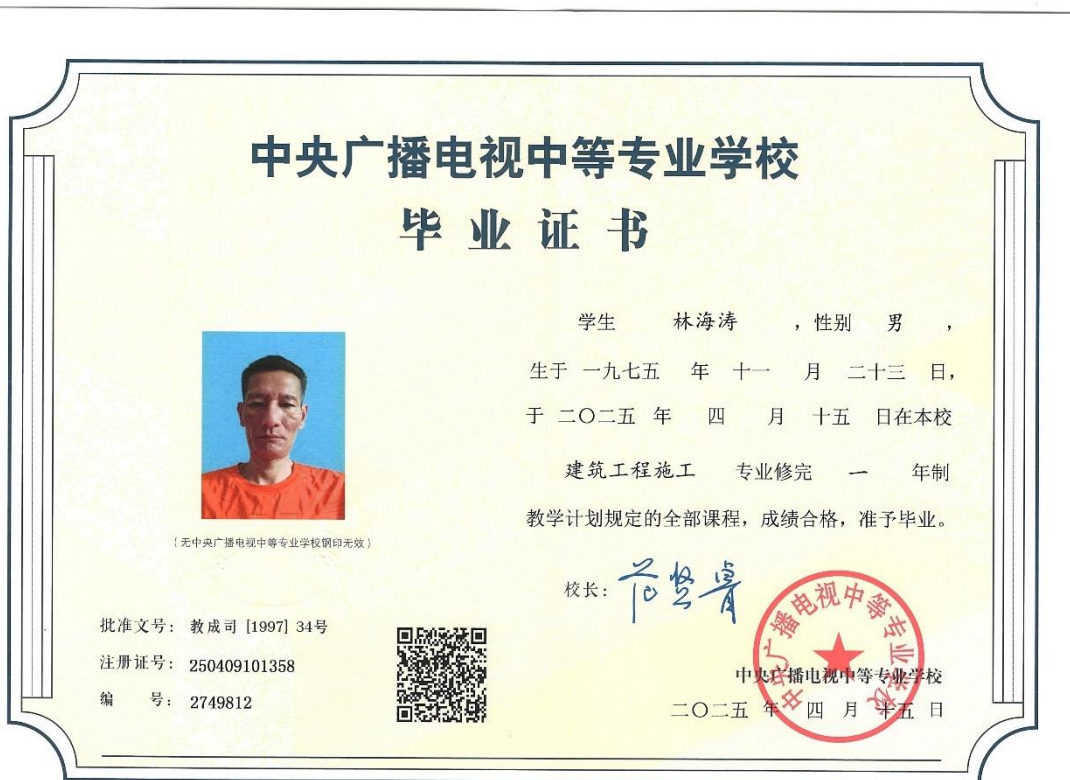 中央广播电视中等专业学校
毕业证书
学生 林海涛 ，性别 男 ，
生于 一九七五 年 十一 月 二十三 日，
于 二〇二五 年 四 月 十五 日在本校
建筑工程施工 专业修完 一 年制
教学计划规定的全部课程，成绩合格，准予毕业。
（无中央广播电视中等专业学校钢印无效）
校长：
批准文号： 教成司 [1997] 34号
注册证号： 250409101358
编 号： 2749812
中央广播电视中等专业学校
中央广播电视中等专业学校
二〇二五 年 四 月 十五 日